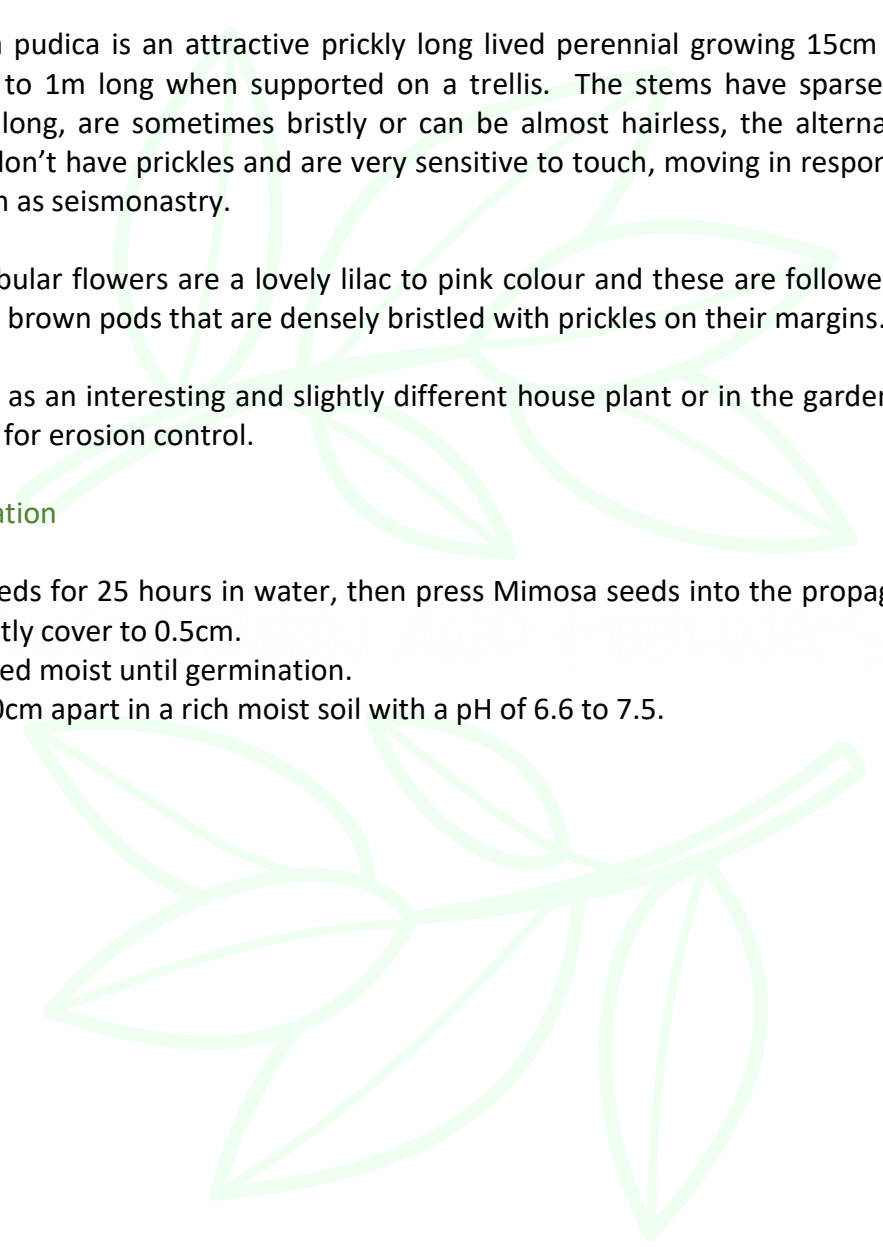 pudica is an attractive prickly long lived perennial growing 15cm
to 1m long when supported on a trellis. The stems have sparse
long, are sometimes bristly or can be almost hairless, the alterna
don't have prickles and are very sensitive to touch, moving in respon
as seismonastry.
bular flowers are a lovely lilac to pink colour and these are followe
brown pods that are densely bristled with prickles on their margins.
as an interesting and slightly different house plant or in the garden
for erosion control.
ation
eds for 25 hours in water, then press Mimosa seeds into the propag
tly cover to 0.5cm.
ed moist until germination.
0cm apart in a rich moist soil with a pH of 6.6 to 7.5.